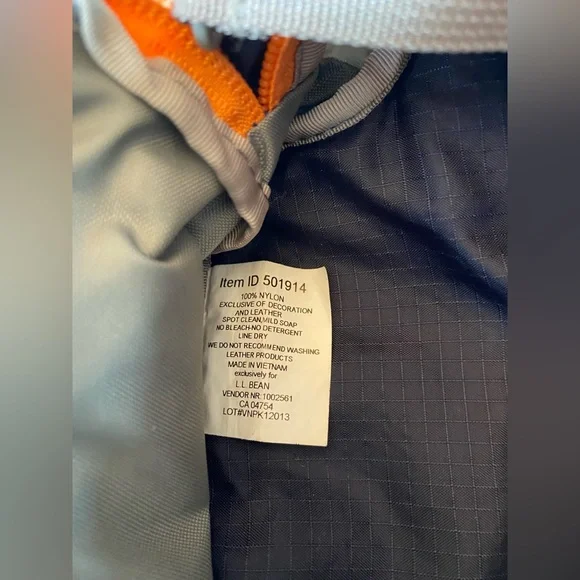 Item ID 501914
100% NYLON
EXCLUSIVE OF DECORATION
AND LEATHER
SPOT CLEAN,MILD SOAP
NO BLEACH-NO DETERGENT
LINE DRY
WE DO NOT RECOMMEND WASHING
LEATHER PRODUCTS
MADE IN VIETNAM
exclusively for
L.L.BEAN
VENDOR NR.1002561
CA 04754
LOT#VNPK12013